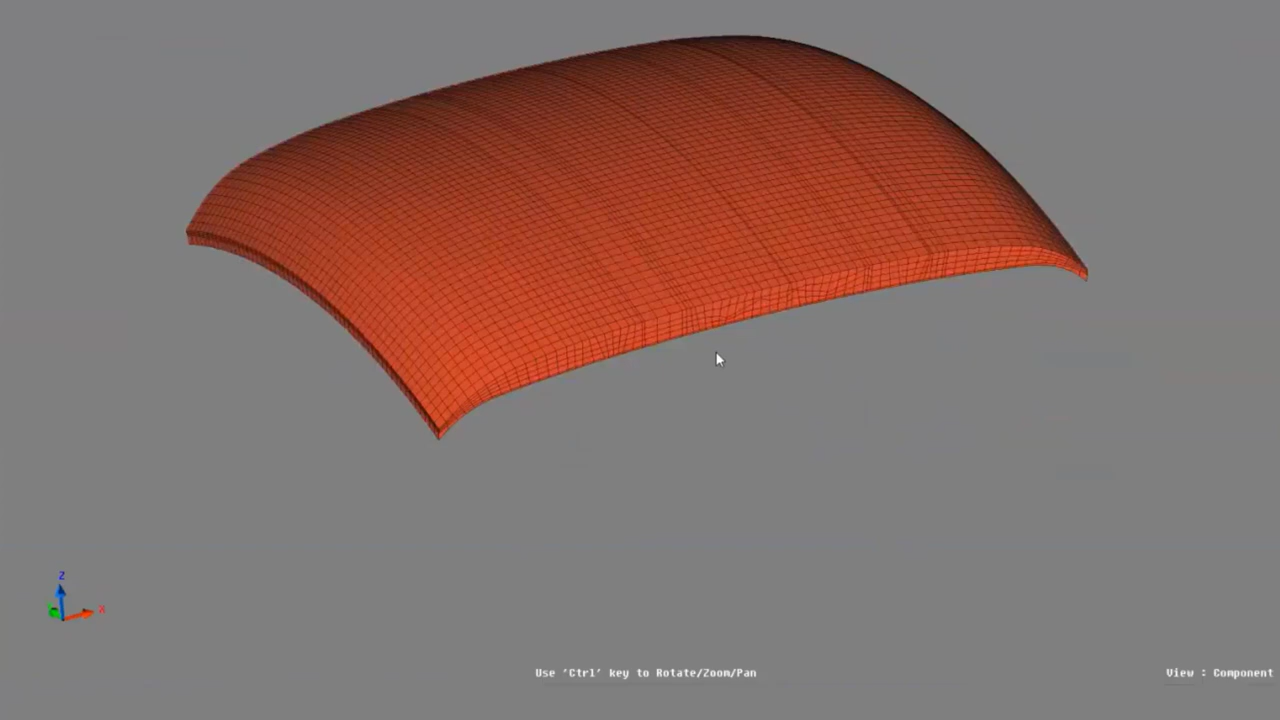 Z
X
Use 'Ctrl' key to Rotate/Zoom/Pan
View : Component